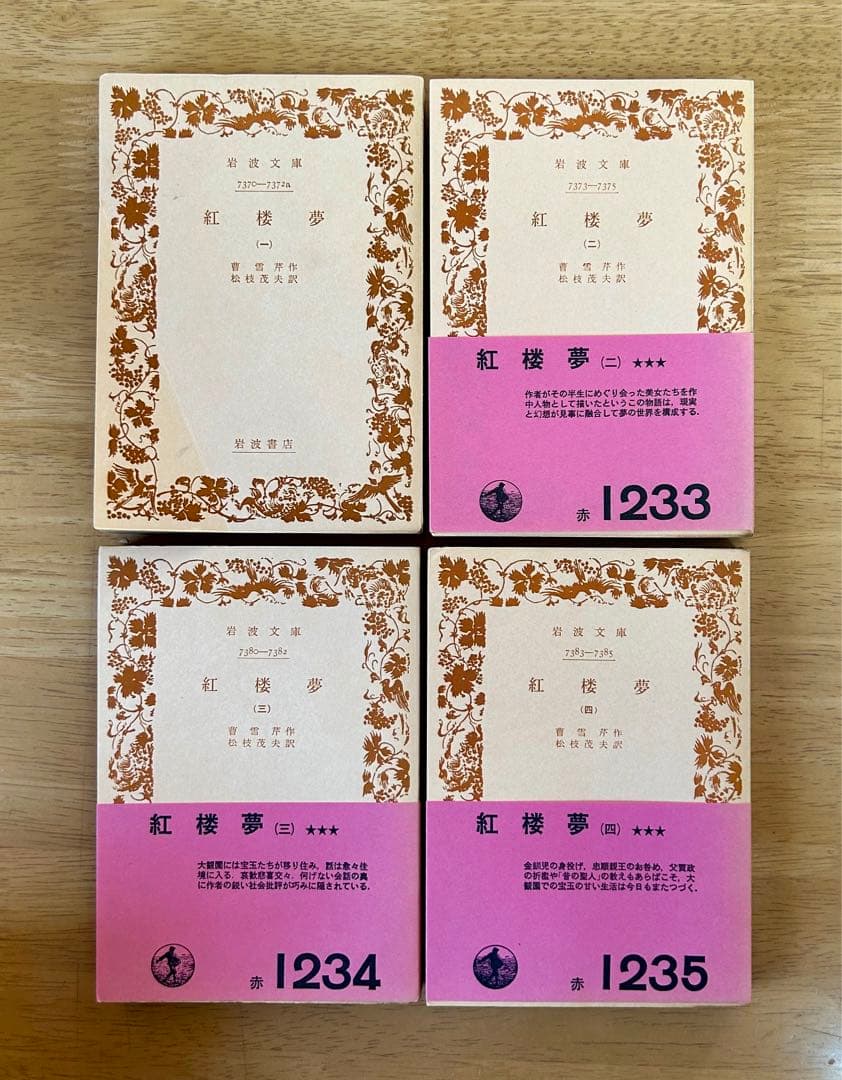 岩波文庫
7370—7372a
紅楼夢
(一)
曹雪芹作
松枝茂夫訳
岩波書店
岩波文庫
7373—7375
紅楼夢
(二)
曹雪芹作
松枝茂夫訳
紅楼夢(二)★★★
作者がその半生にめぐり会った美女たちを作
中人物として描いたというこの物語は，現実
と幻想が見事に融合して夢の世界を構成する．
赤 1233
岩波文庫
7380—7382
紅楼夢
(三)
曹雪芹作
松枝茂夫訳
紅楼夢(三)★★★
大観園には宝玉たちが移り住み，話は愈々佳
境に入る．哀歓悲喜交々，何げない会話の奥
に作者の鋭い社会批評が巧みに隠されている．
赤 1234
岩波文庫
7383—7385
紅楼夢
(四)
曹雪芹作
松枝茂夫訳
紅楼夢(四)★★★
金釧児の身投げ，忠順親王のお咎め，父賈政
の折檻や「昔の聖人」の教えもあらばこそ，大
観園での宝玉の甘い生活は今日もまたつづく．
赤 1235